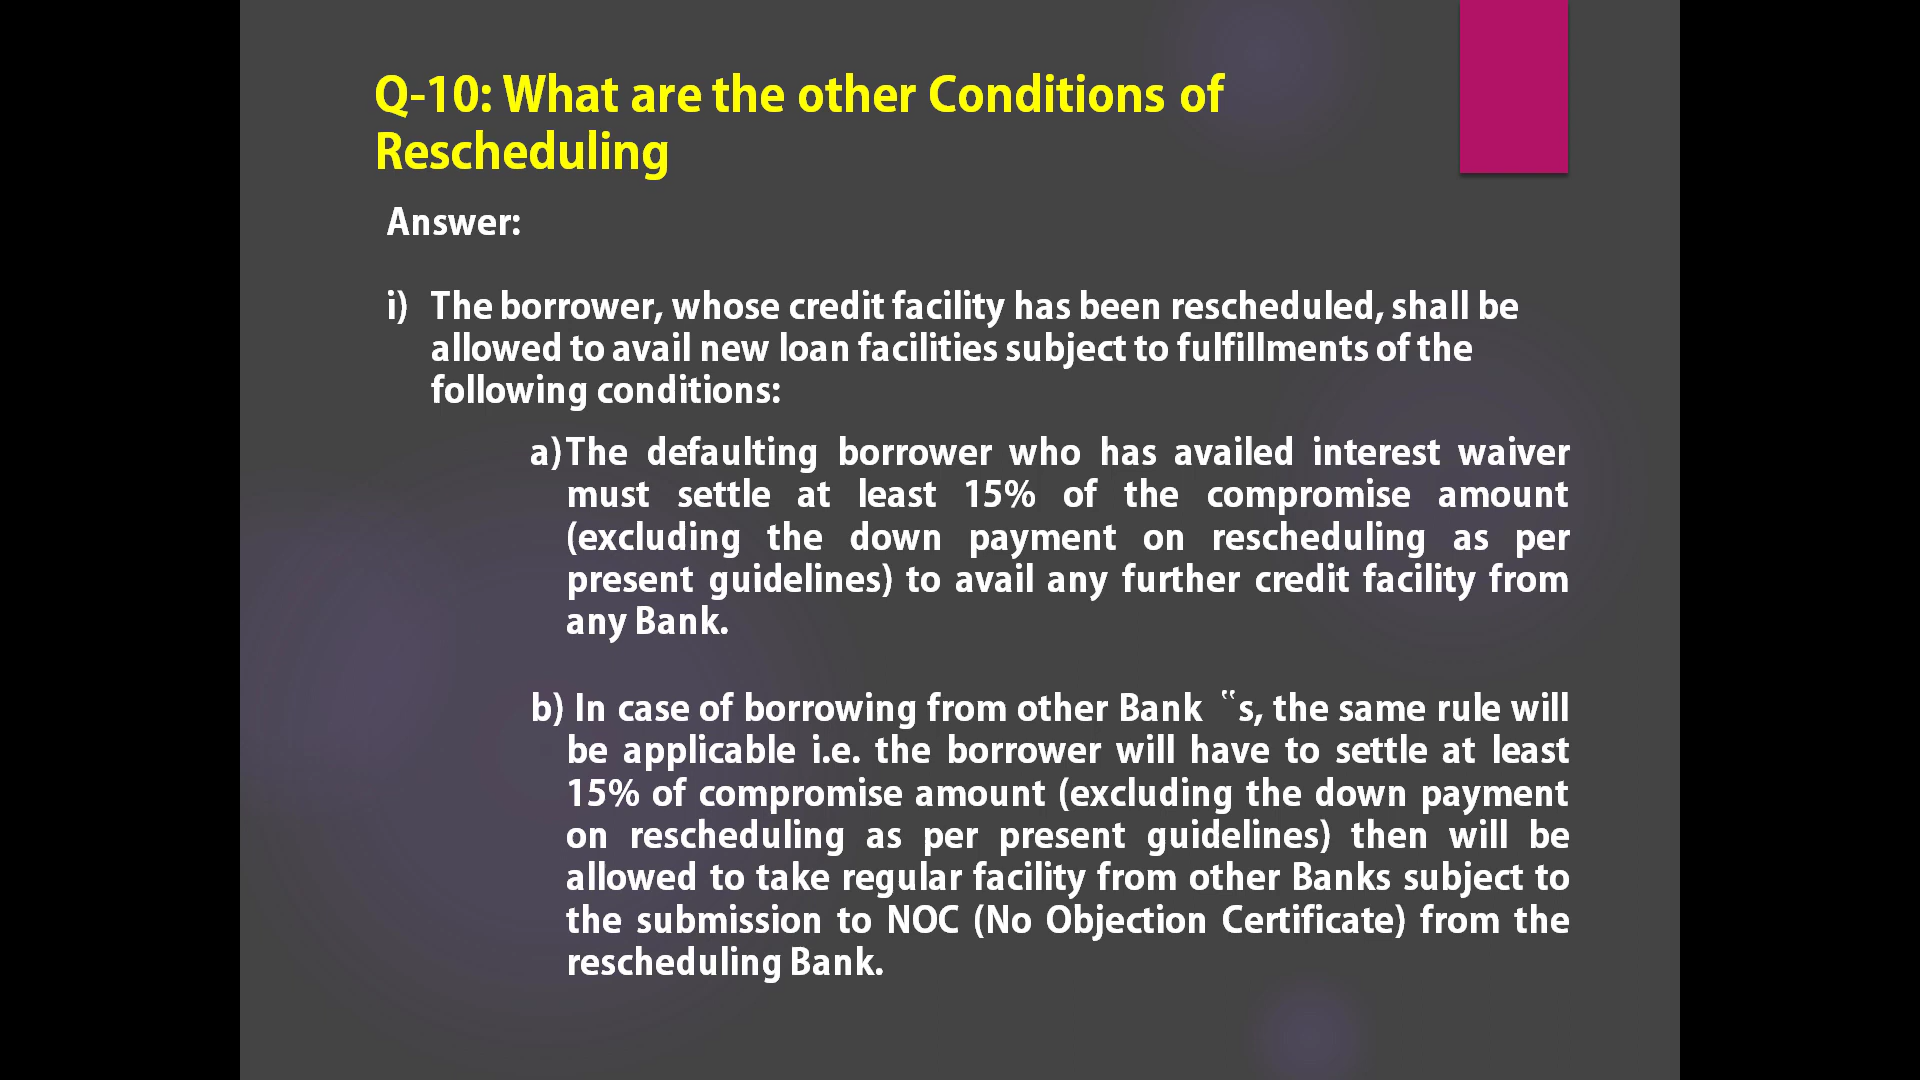 Q-10: What are the other Conditions of
Rescheduling
Answer:
i) The borrower, whose credit facility has been rescheduled, shall be
allowed to avail new loan facilities subject to fulfillments of the
following conditions:
a)The defaulting borrower who has availed interest waiver
must settle at least 15% of the compromise amount
(excluding the down payment on rescheduling as per
present guidelines) to avail any further credit facility from
any Bank.
b) In case of borrowing from other Bank ‟s, the same rule will
be applicable i.e. the borrower will have to settle at least
15% of compromise amount (excluding the down payment
on rescheduling as per present guidelines) then will be
allowed to take regular facility from other Banks subject to
the submission to NOC (No Objection Certificate) from the
rescheduling Bank.